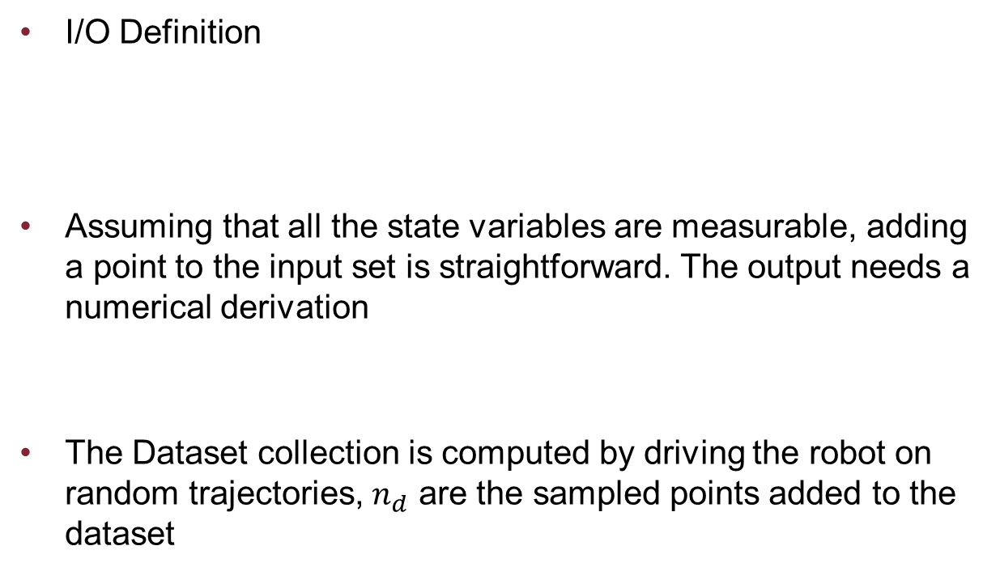 • I/O Definition
• Assuming that all the state variables are measurable, adding
a point to the input set is straightforward. The output needs a
numerical derivation
• The Dataset collection is computed by driving the robot on
random trajectories, 𝑛𝑑 are the sampled points added to the
dataset